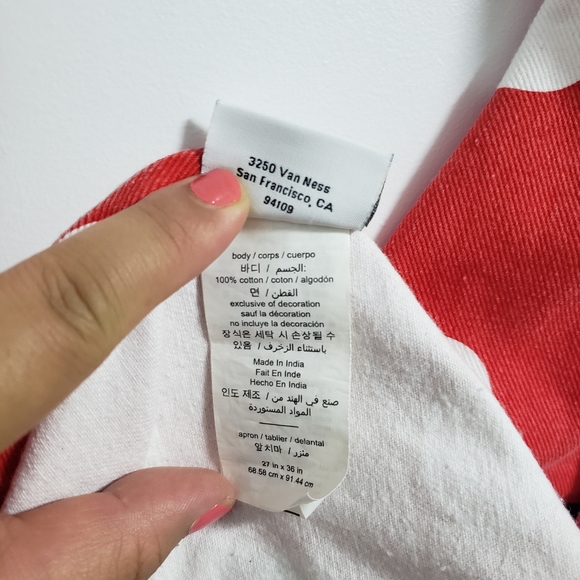 3250 Van Ness
San Francisco, CA
94109
body / corps / cuerpo
바디 / الجسم:
100% cotton / coton / algodón
면 / القطن
exclusive of decoration
sauf la décoration
no incluye la decoración
장식은 세탁 시 손상될 수
있음 / باستثناء الزخرف
Made In India
Fait En Inde
Hecho En India
인도 제조 / صنع في الهند من
المواد المستوردة
apron / tablier / delantal
앞치마 / مئزر
27 in x 36 in
68.58 cm x 91.44 cm